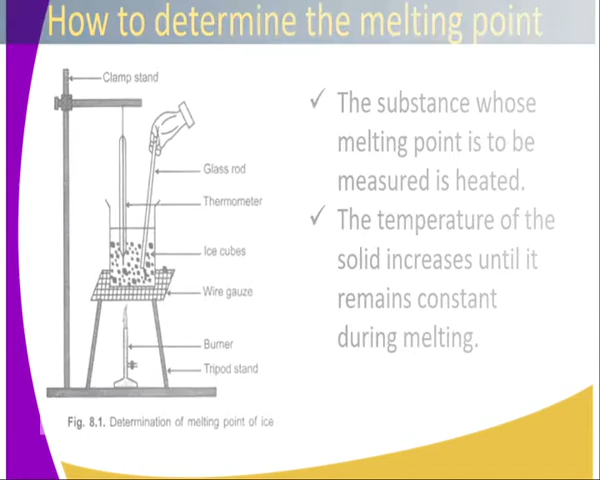 How to determine the melting point
Clamp stand
Glass rod
Thermometer
Ice cubes
Wire gauze
Burner
Tripod stand
Fig. 8.1. Determination of melting point of ice
✓ The substance whose
melting point is to be
measured is heated.
✓ The temperature of the
solid increases until it
remains constant
during melting.